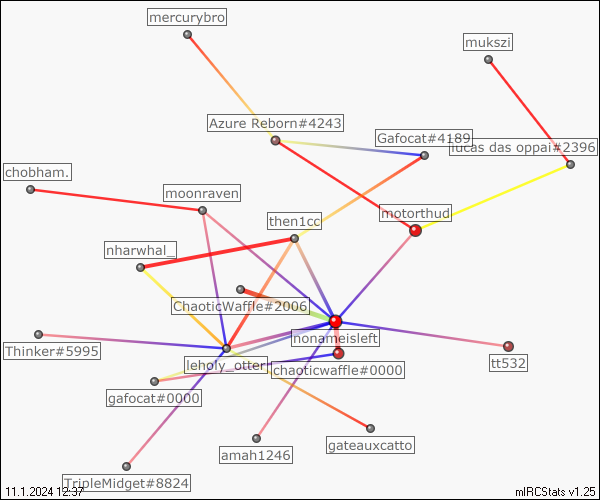 mercurybro
mukszi
Azure Reborn#4243
Gafocat#4189
lucas das oppai#2396
chobham.
moonraven
then1cc
motorthud
nharwhal_
ChaoticWaffle#2006
nonameisleft
Thinker#5995
leholy_otter
chaoticwaffle#0000
tt532
gafocat#0000
gateauxcatto
amah1246
TripleMidget#8824
11.1.2024 12:37
mIRCStats v1.25